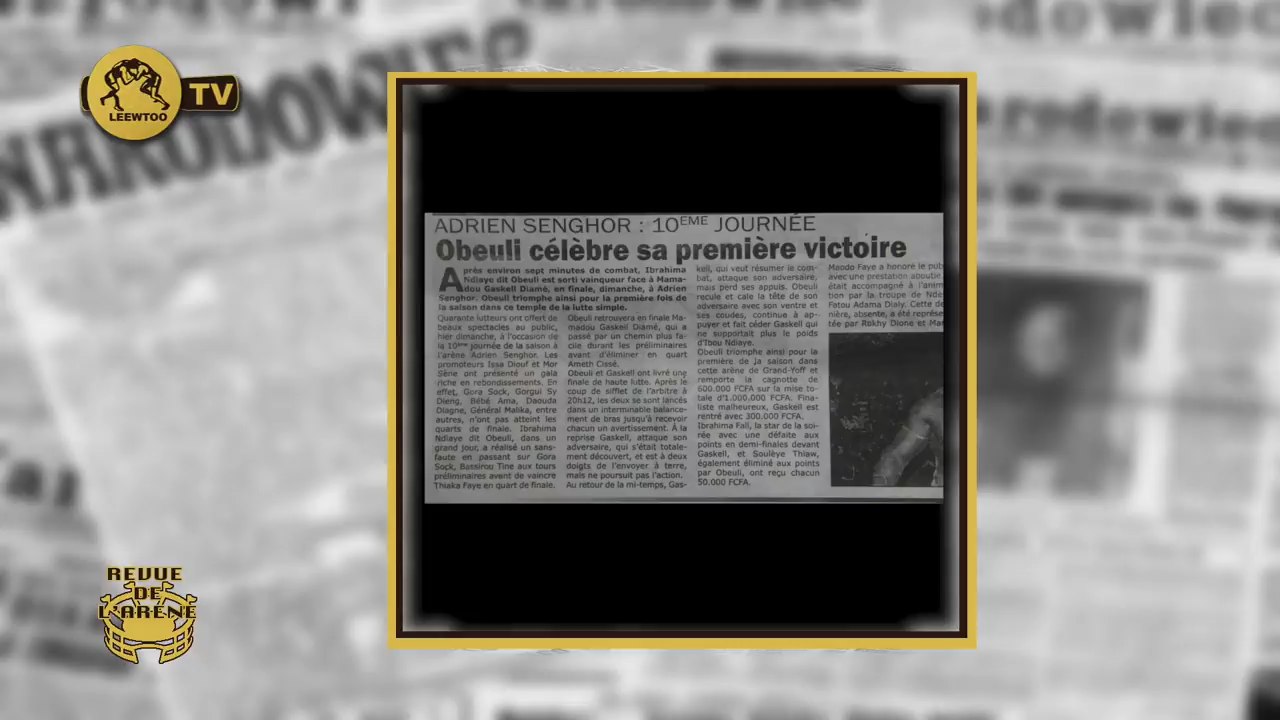 NARODOWIES
dowiec
rodowiec
LEEWTOO
TV
ADRIEN SENGHOR : 10EME JOURNÉE
Obeuli célèbre sa première victoire
Après environ sept minutes de combat, Ibrahima
Ndiaye dit Obeuli est sorti vainqueur face à Mama-
dou Gaskell Diamé, en finale, dimanche, à Adrien
Senghor. Obeuli triomphe ainsi pour la première fois de
la saison dans ce temple de la lutte simple.
Quarante lutteurs ont offert de
beaux spectacles au public,
hier dimanche, à l'occasion de
la 10ème journée de la saison à
l'arène Adrien Senghor. Les
promoteurs Issa Diouf et Mor
Sène ont présenté un gala
riche en rebondissements. En
effet, Gora Sock, Gorgui Sy
Dieng, Bébé Ama, Daouda
Diagne, Général Malika, entre
autres, n'ont pas atteint les
quarts de finale. Ibrahima
Ndiaye dit Obeuli, dans un
grand jour, a réalisé un sans-
faute en passant sur Gora
Sock, Bassirou Tine aux tours
préliminaires avant de vaincre
Thiaka Faye en quart de finale.
Obeuli retrouvera en finale Ma-
madou Gaskell Diamé, qui a
passé par un chemin plus fa-
cile durant les préliminaires
avant d'éliminer en quart
Ameth Cissé.
Obeuli et Gaskell ont livré une
finale de haute lutte. Après le
coup de sifflet de l'arbitre à
20h12, les deux se sont lancés
dans un interminable balance-
ment de bras jusqu'à recevoir
chacun un avertissement. À la
reprise Gaskell, attaque son
adversaire, qui s'était totale-
ment découvert, et est à deux
doigts de l'envoyer à terre,
mais ne poursuit pas l'action.
Au retour de la mi-temps, Gas-
kell, qui veut résumer le com-
bat, attaque son adversaire,
mais perd ses appuis. Obeuli
recule et cale la tête de son
adversaire avec son ventre et
ses coudes, continue à ap-
puyer et fait céder Gaskell qui
ne supportait plus le poids
d'Ibou Ndiaye.
Obeuli triomphe ainsi pour la
première de la saison dans
cette arène de Grand-Yoff et
remporte la cagnotte de
600.000 FCFA sur la mise to-
tale d'1.000.000 FCFA. Fina-
liste malheureux, Gaskell est
rentré avec 300.000 FCFA.
Ibrahima Fall, la star de la soi-
rée avec une défaite aux
points en demi-finales devant
Gaskell, et Soulèye Thiaw,
également éliminé aux points
par Obeuli, ont reçu chacun
50.000 FCFA.
Maodo Faye a honoré le pub
avec une prestation aboutie.
était accompagné à l'anim
tion par la troupe de Ndè
Fatou Adama Dialy. Cette de
nière, absente, a été représe
tée par Rokhy Dione et Mar
REVUE
DE
L'ARÈNE